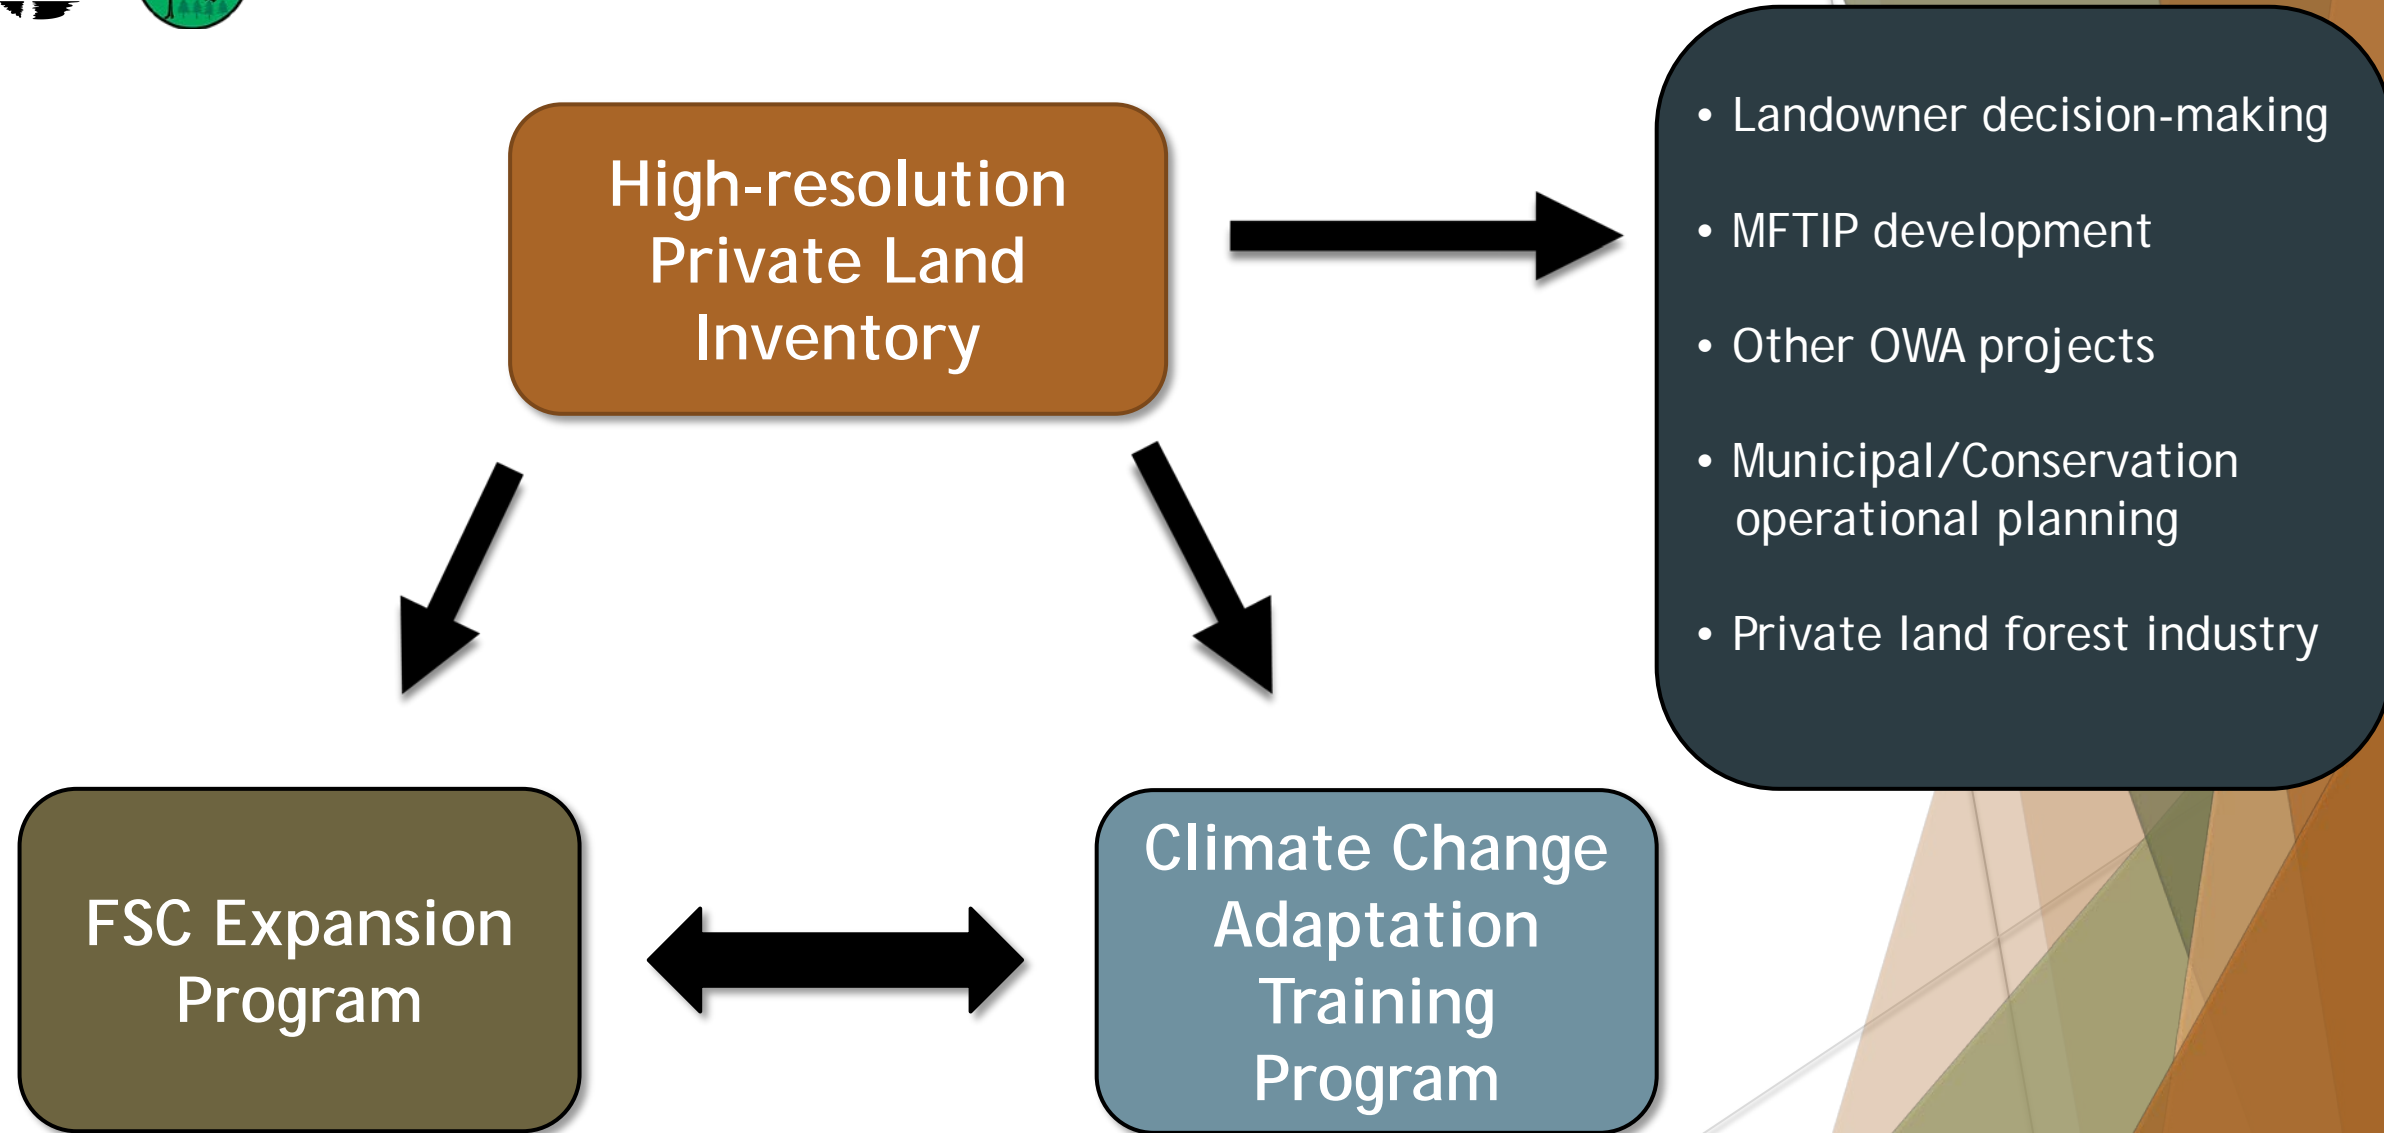 High-resolution
Private Land
Inventory
• Landowner decision-making
• MFTIP development
• Other OWA projects
• Municipal/Conservation
operational planning
• Private land forest industry
FSC Expansion
Program
Climate Change
Adaptation
Training
Program